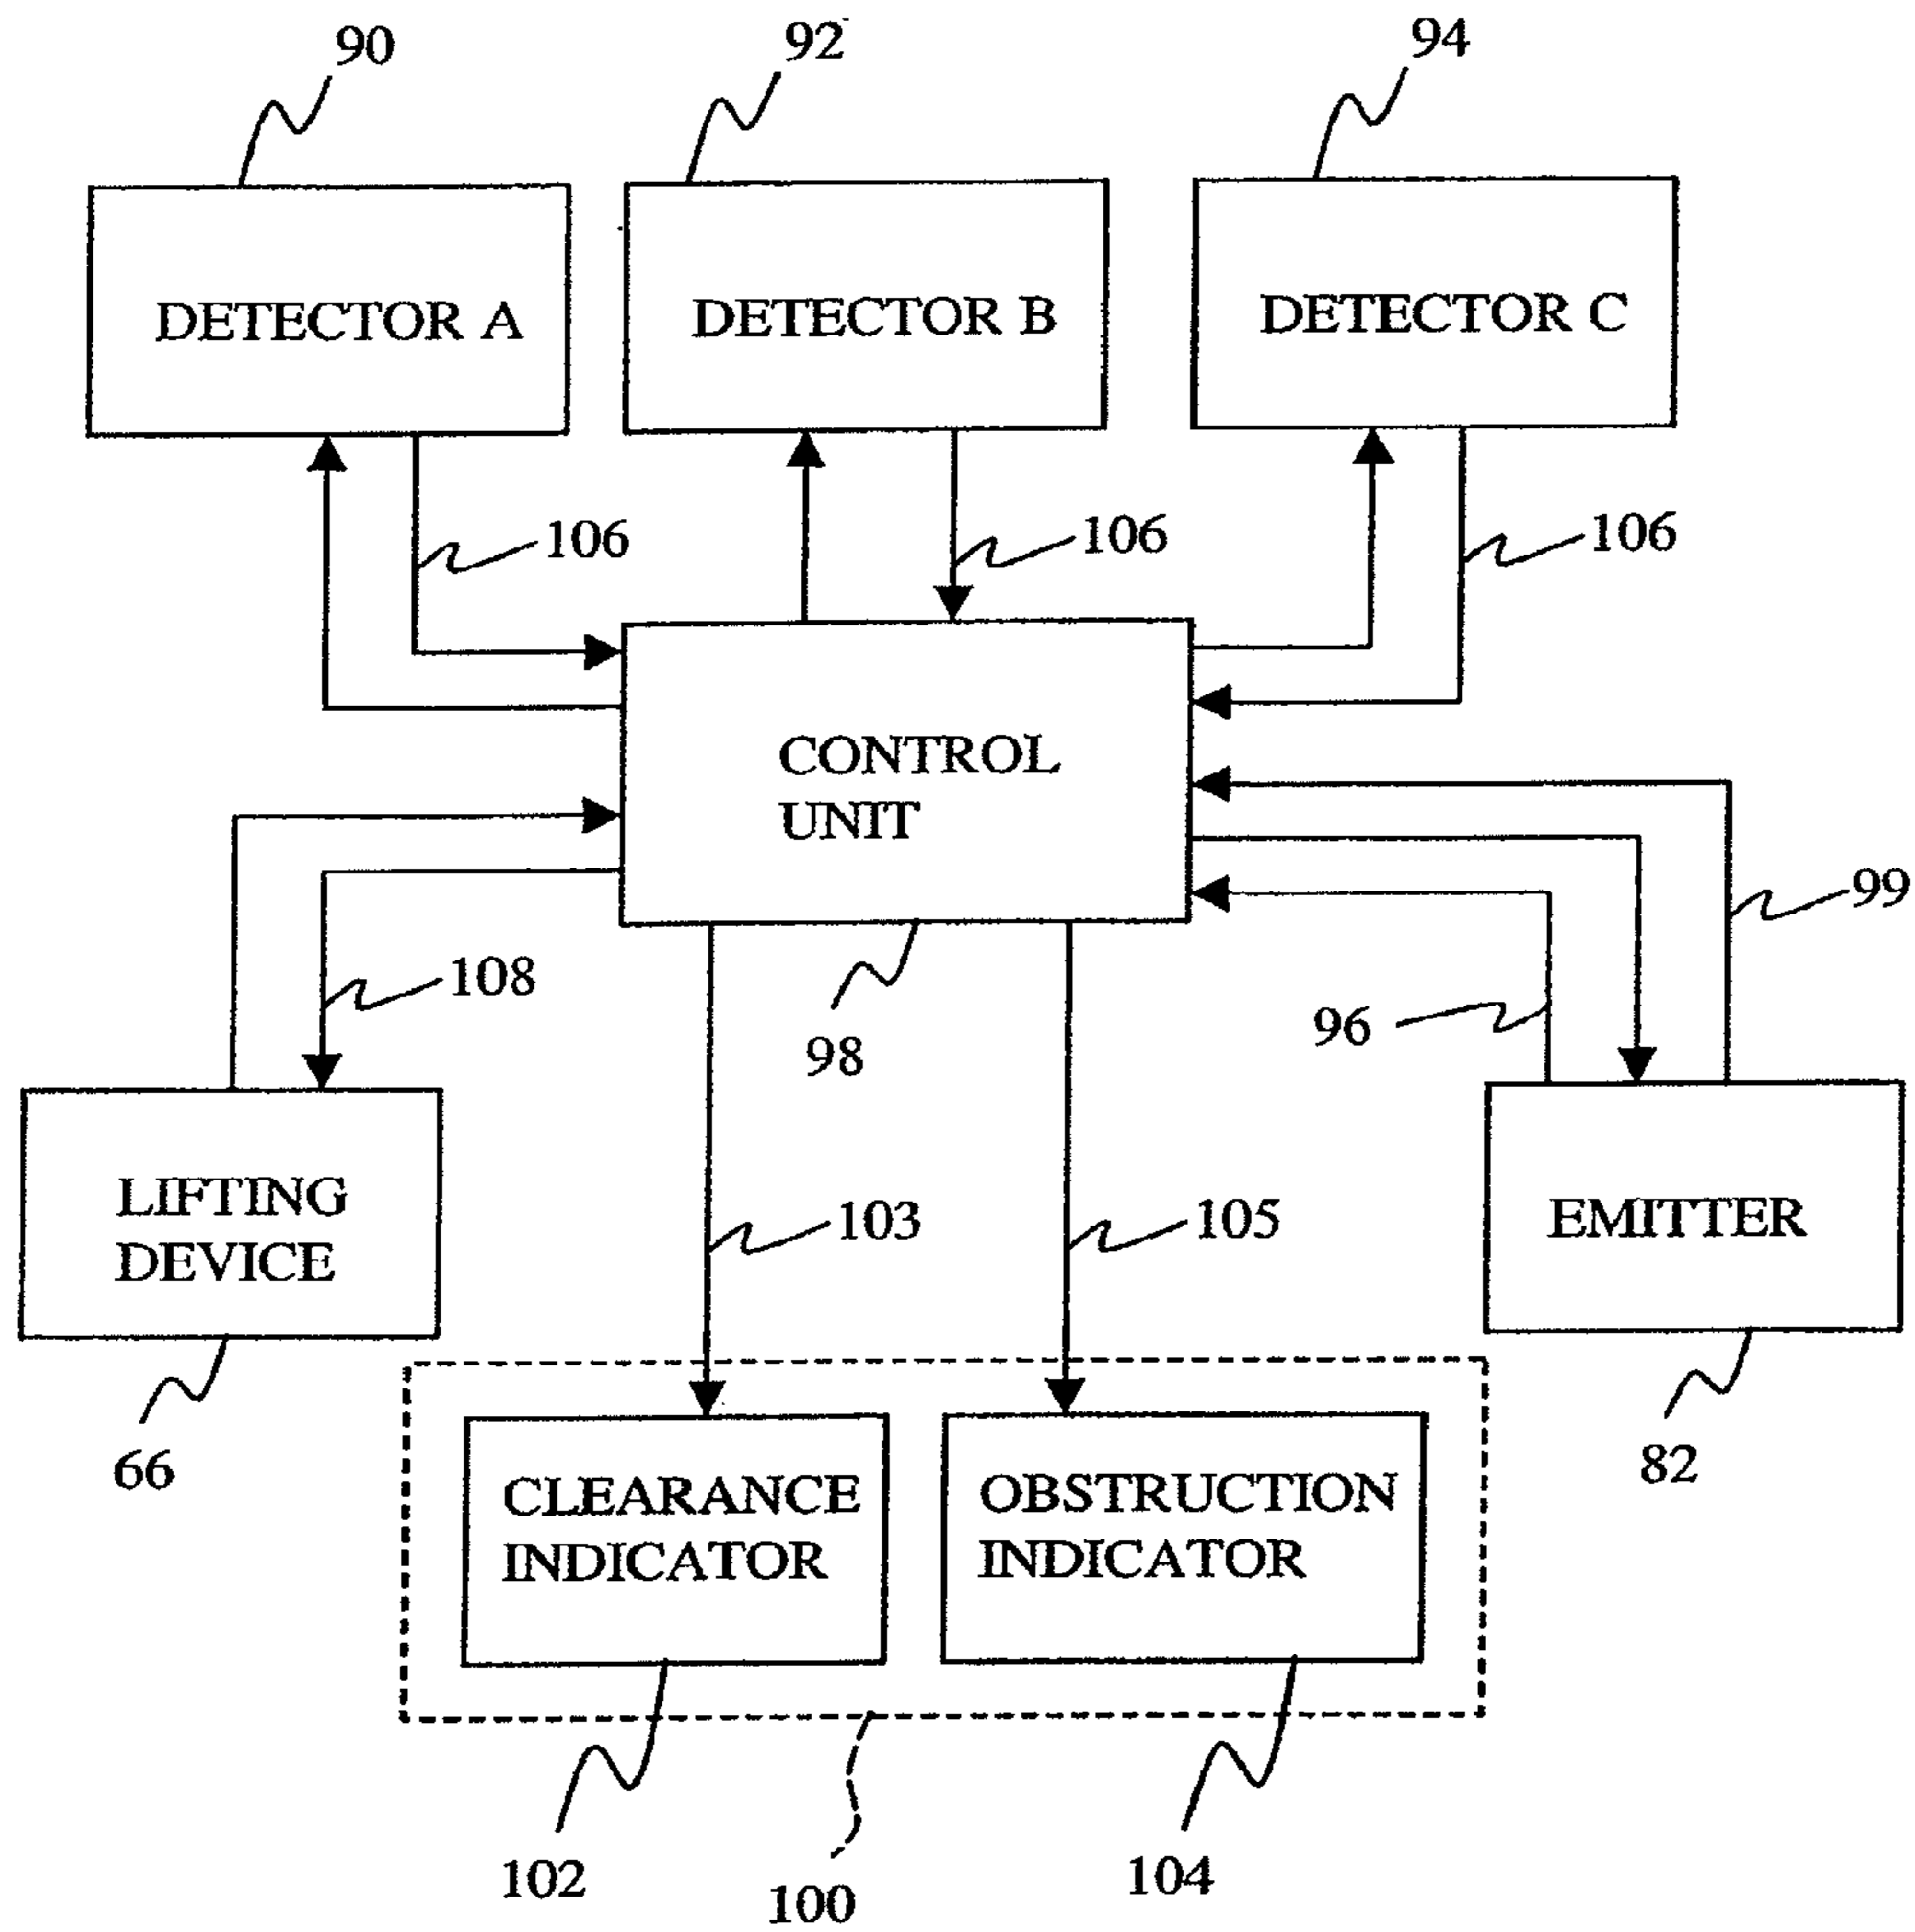 90
92
94
DETECTOR A
DETECTOR B
DETECTOR C
106
106
106
CONTROL
UNIT
99
108
96
98
LIFTING
DEVICE
103
105
EMITTER
66
82
CLEARANCE
INDICATOR
OBSTRUCTION
INDICATOR
102
100
104